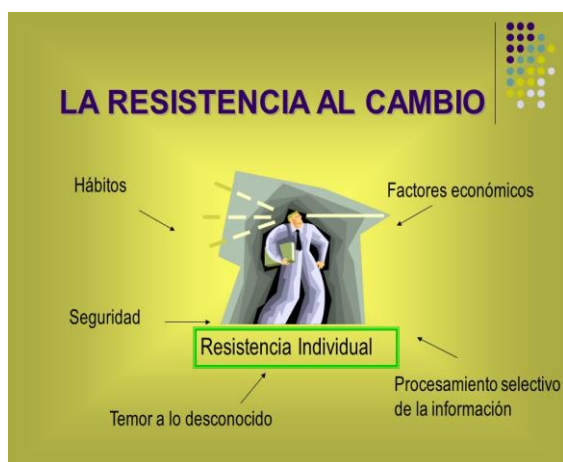 LA RESISTENCIA AL CAMBIO
Hábitos
Factores económicos
Seguridad
Resistencia Individual
Procesamiento selectivo
de la información
Temor a lo desconocido